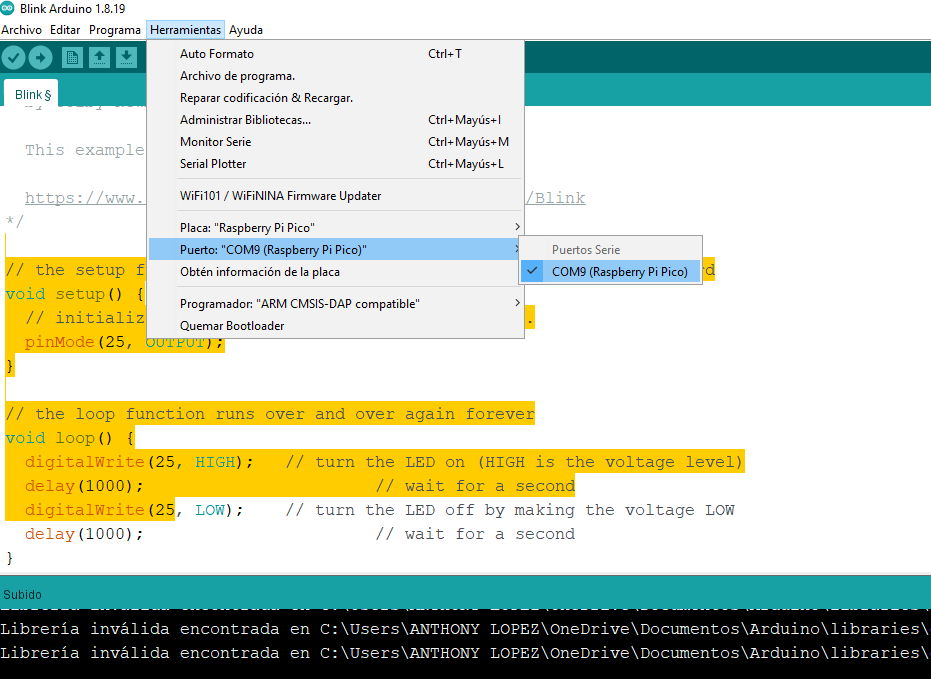 Blink Arduino 1.8.19
Archivo Editar Programa Herramientas Ayuda
Blink §
Auto Formato Ctrl+T
Archivo de programa.
Reparar codificación & Recargar.
Administrar Bibliotecas... Ctrl+Mayús+I
Monitor Serie Ctrl+Mayús+M
Serial Plotter Ctrl+Mayús+L
WiFi101 / WiFiNINA Firmware Updater
Placa: "Raspberry Pi Pico"
Puerto: "COM9 (Raspberry Pi Pico)"
Obtén información de la placa
Programador: "ARM CMSIS-DAP compatible"
Quemar Bootloader
Puertos Serie
COM9 (Raspberry Pi Pico)
This example
https://www. /Blink
*/
// the setup f d
void setup() {
// initializ .
pinMode(25, OUTPUT);
}
// the loop function runs over and over again forever
void loop() {
digitalWrite(25, HIGH); // turn the LED on (HIGH is the voltage level)
delay(1000); // wait for a second
digitalWrite(25, LOW); // turn the LED off by making the voltage LOW
delay(1000); // wait for a second
}
Subido
Librería inválida encontrada en C:\Users\ANTHONY LOPEZ\OneDrive\Documentos\Arduino\libraries\
Librería inválida encontrada en C:\Users\ANTHONY LOPEZ\OneDrive\Documentos\Arduino\libraries\